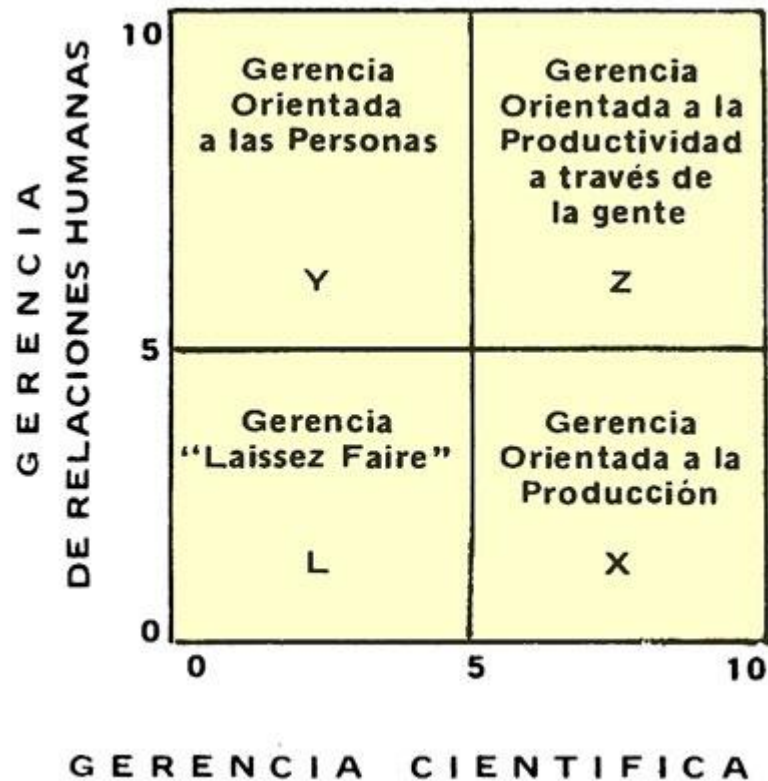 GERENCIA
DE RELACIONES HUMANAS
10
5
0
Gerencia
Orientada
a las Personas
Y
Gerencia
Orientada a la
Productividad
a través de
la gente
Z
Gerencia
“Laissez Faire”
L
Gerencia
Orientada a la
Producción
X
0 5 10
GERENCIA CIENTIFICA